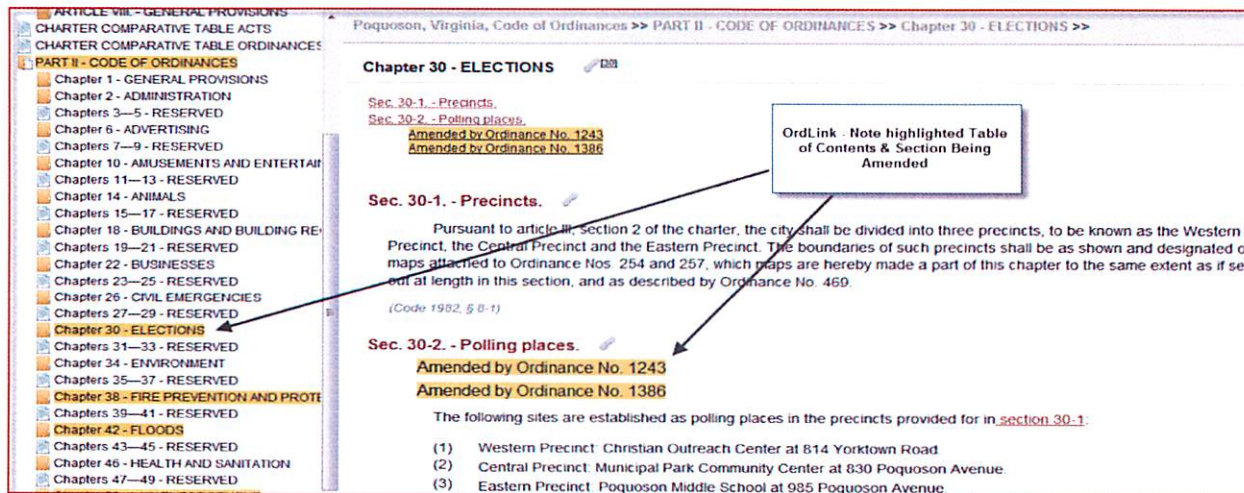 ARTICLE VIII. - GENERAL PROVISIONS
CHARTER COMPARATIVE TABLE ACTS
CHARTER COMPARATIVE TABLE ORDINANCES
PART II - CODE OF ORDINANCES
Chapter 1 - GENERAL PROVISIONS
Chapter 2 - ADMINISTRATION
Chapters 3—5 - RESERVED
Chapter 6 - ADVERTISING
Chapters 7—9 - RESERVED
Chapter 10 - AMUSEMENTS AND ENTERTAIN
Chapters 11—13 - RESERVED
Chapter 14 - ANIMALS
Chapters 15—17 - RESERVED
Chapter 18 - BUILDINGS AND BUILDING RE
Chapters 19—21 - RESERVED
Chapter 22 - BUSINESSES
Chapters 23—25 - RESERVED
Chapter 26 - CIVIL EMERGENCIES
Chapters 27—29 - RESERVED
Chapter 30 - ELECTIONS
Chapters 31—33 - RESERVED
Chapter 34 - ENVIRONMENT
Chapters 35—37 - RESERVED
Chapter 38 - FIRE PREVENTION AND PROTE
Chapters 39—41 - RESERVED
Chapter 42 - FLOODS
Chapters 43—45 - RESERVED
Chapter 46 - HEALTH AND SANITATION
Chapters 47—49 - RESERVED
Poquoson, Virginia, Code of Ordinances >> PART II - CODE OF ORDINANCES >> Chapter 30 - ELECTIONS >>
Chapter 30 - ELECTIONS
Sec. 30-1. - Precincts.
Sec. 30-2. - Polling places.
Amended by Ordinance No. 1243
Amended by Ordinance No. 1386
OrdLink - Note highlighted Table
of Contents & Section Being
Amended
Sec. 30-1. - Precincts.
Pursuant to article III, section 2 of the charter, the city shall be divided into three precincts, to be known as the Western
Precinct, the Central Precinct and the Eastern Precinct. The boundaries of such precincts shall be as shown and designated o
maps attached to Ordinance Nos. 254 and 257, which maps are hereby made a part of this chapter to the same extent as if se
out at length in this section, and as described by Ordinance No. 469.
(Code 1982, § 8-1)
Sec. 30-2. - Polling places.
Amended by Ordinance No. 1243
Amended by Ordinance No. 1386
The following sites are established as polling places in the precincts provided for in section 30-1:
(1) Western Precinct: Christian Outreach Center at 814 Yorktown Road.
(2) Central Precinct: Municipal Park Community Center at 830 Poquoson Avenue.
(3) Eastern Precinct: Poquoson Middle School at 985 Poquoson Avenue.